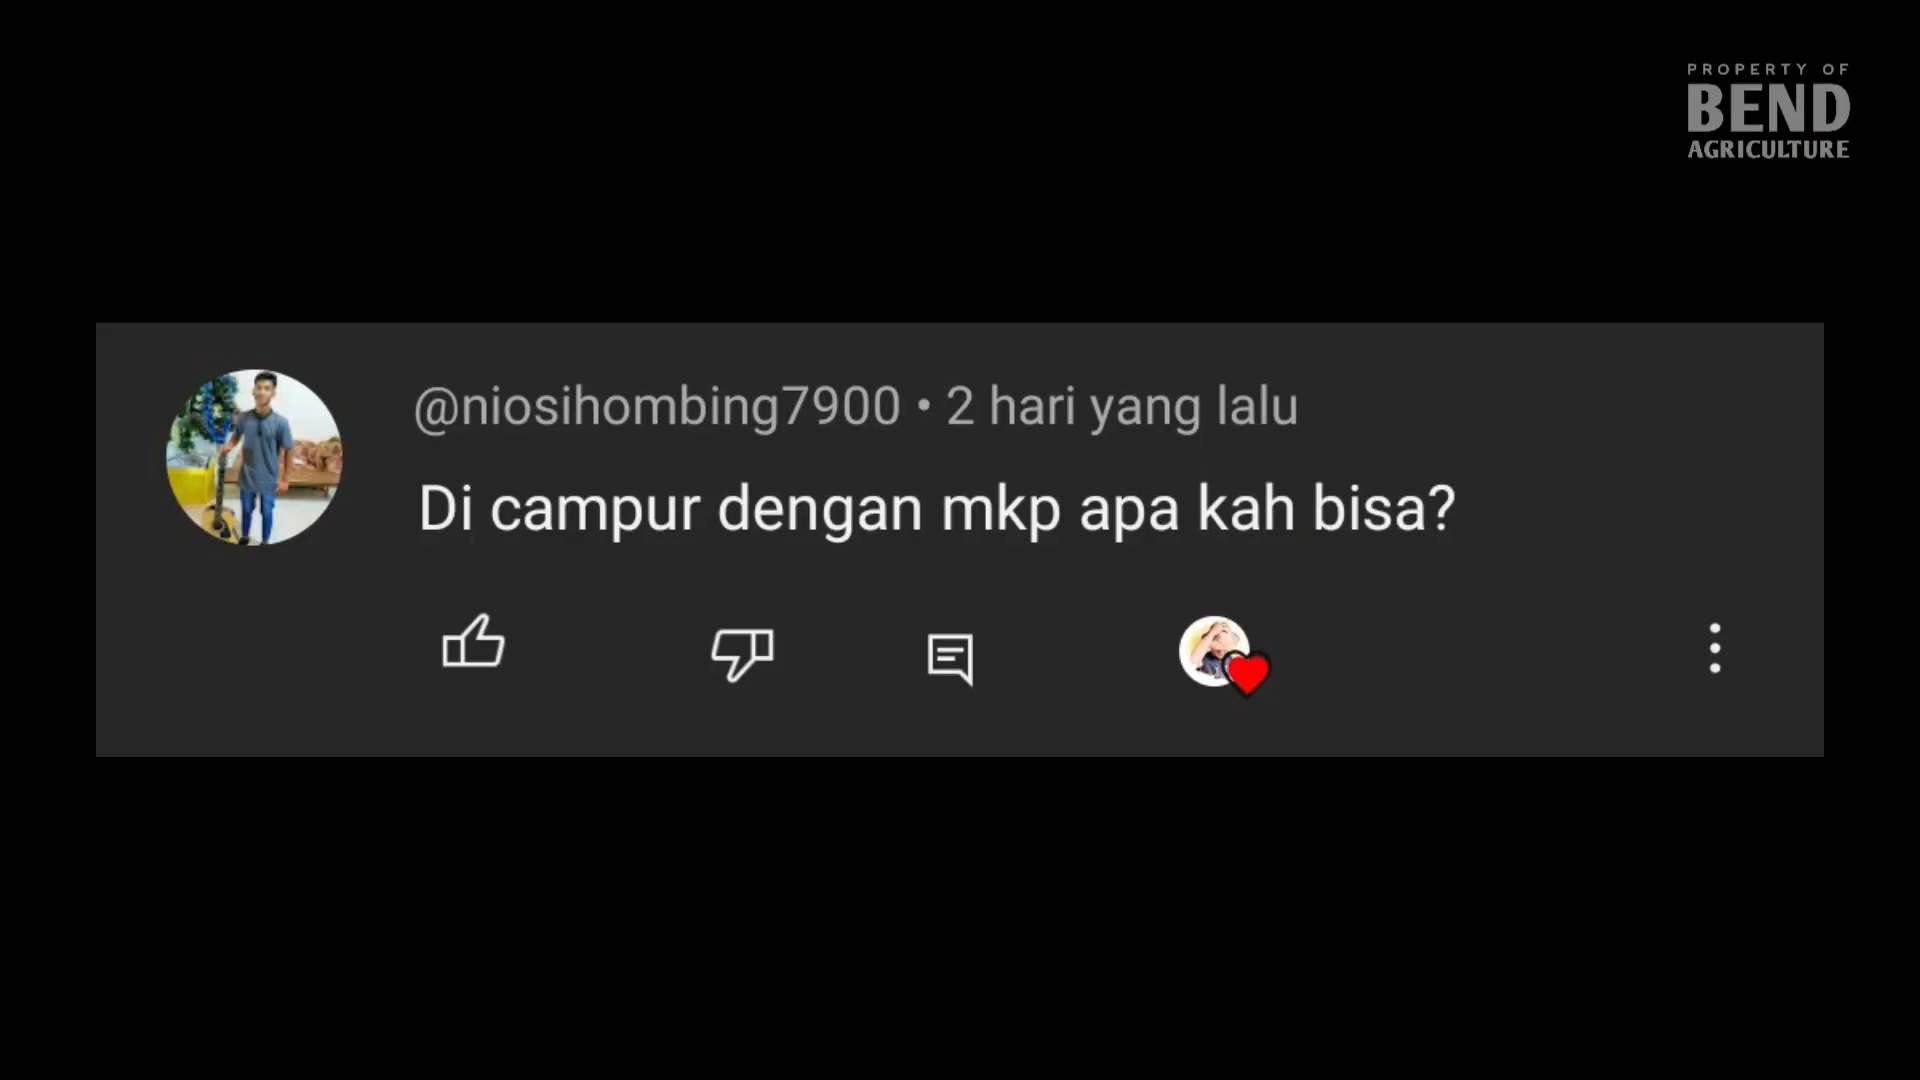 PROPERTY OF
BEND
AGRICULTURE
@niosihombing7900 • 2 hari yang lalu
Di campur dengan mkp apa kah bisa?